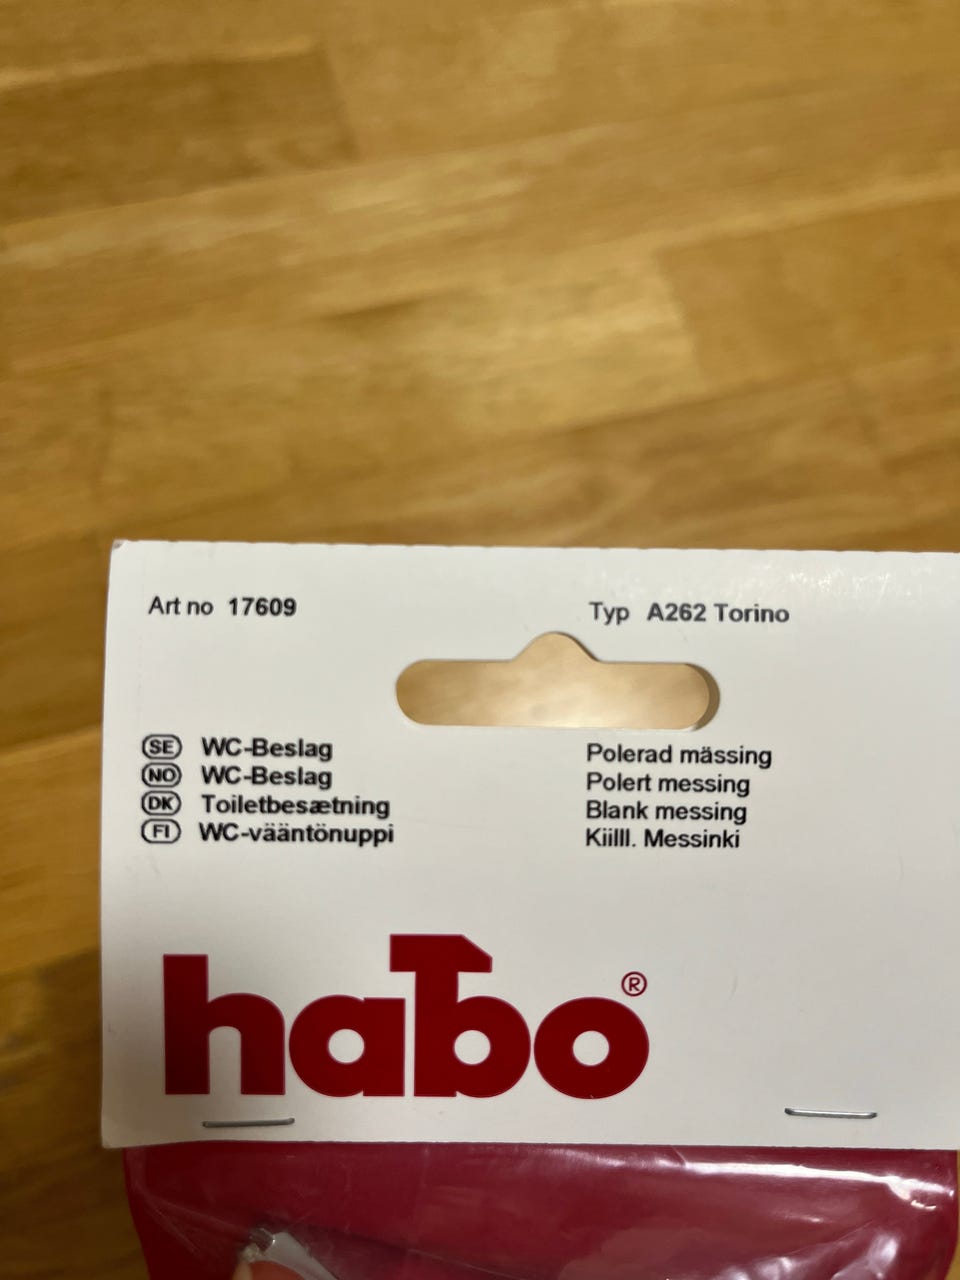 Art no 17609
Typ A262 Torino
SE WC-Beslag Polerad mässing
NO WC-Beslag Polert messing
DK Toiletbesætning Blank messing
FI WC-vääntönuppi Kiilll. Messinki
habo®